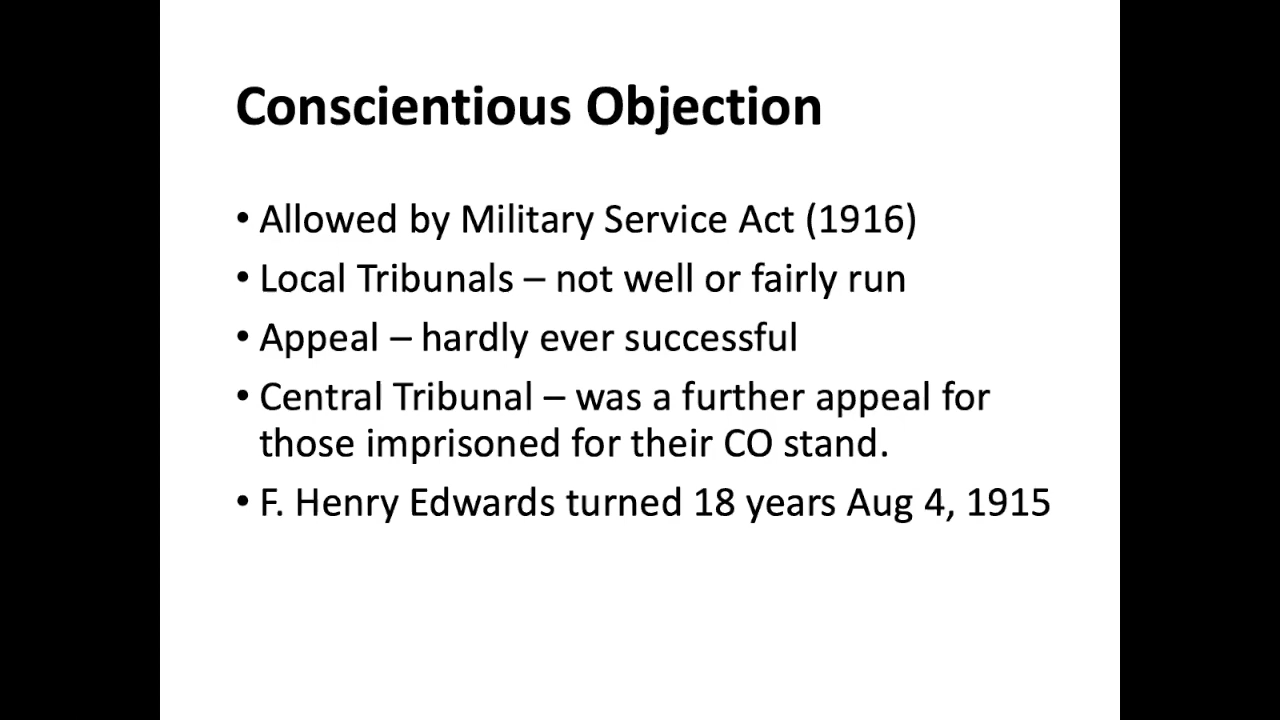 Conscientious Objection
• Allowed by Military Service Act (1916)
• Local Tribunals – not well or fairly run
• Appeal – hardly ever successful
• Central Tribunal – was a further appeal for
those imprisoned for their CO stand.
• F. Henry Edwards turned 18 years Aug 4, 1915